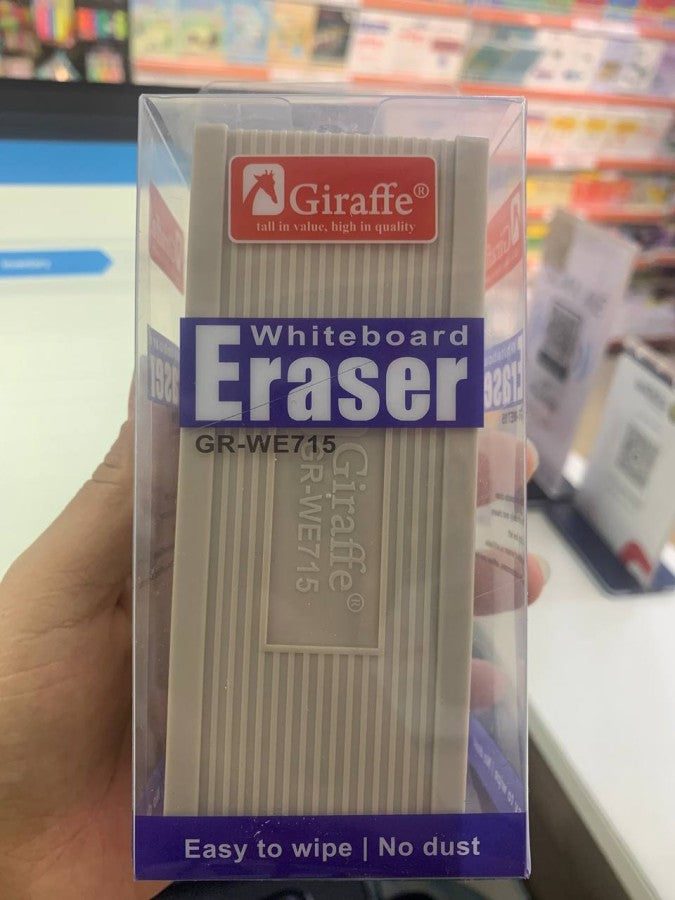 Giraffe®
tall in value, high in quality
Whiteboard
Eraser
GR-WE715
Giraffe®
GR-WE715
Easy to wipe | No dust
Inventory